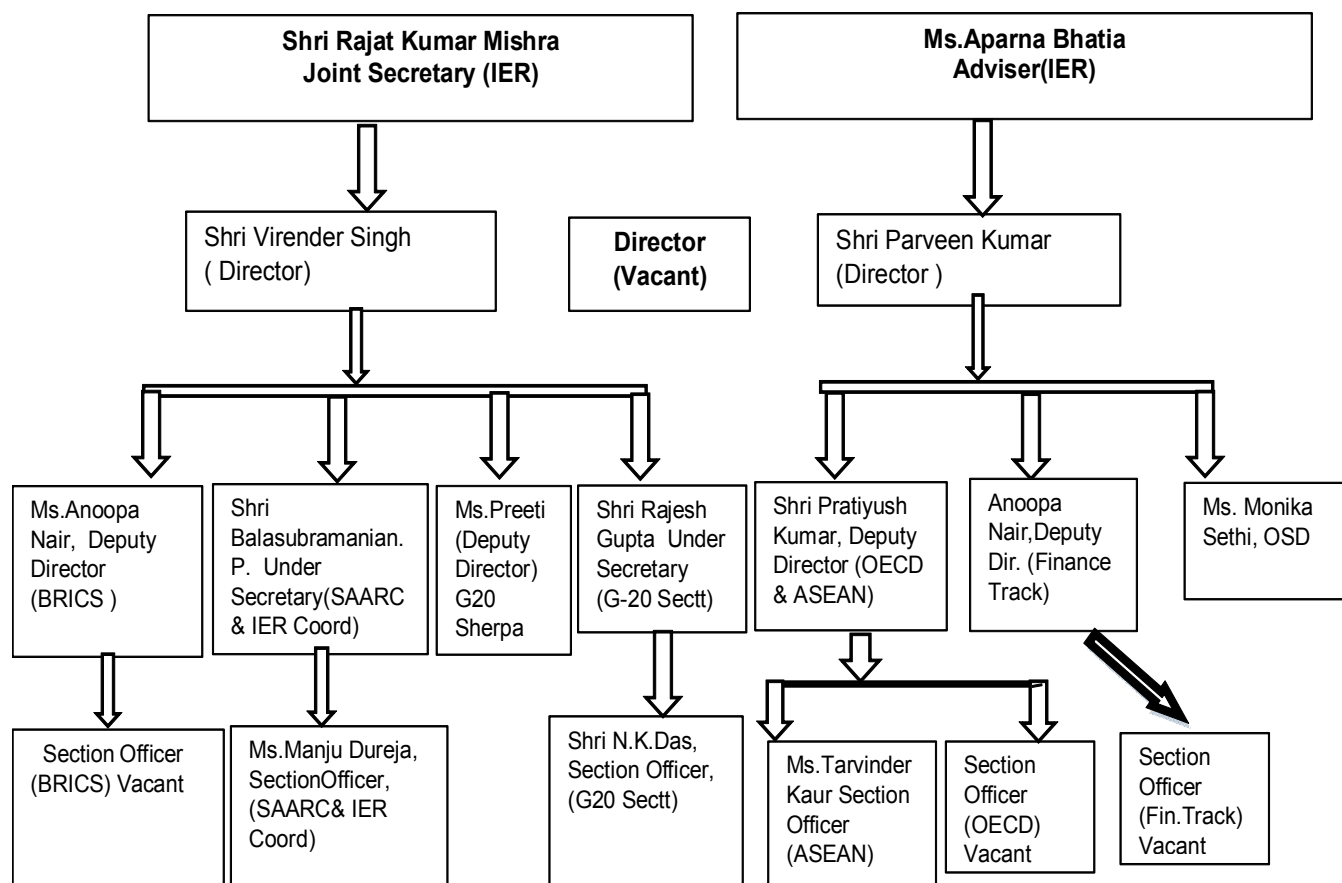 Shri Rajat Kumar Mishra
Joint Secretary (IER)
Ms.Aparna Bhatia
Adviser(IER)
Shri Virender Singh
( Director)
Director
(Vacant)
Shri Parveen Kumar
(Director )
Ms.Anoopa
Nair, Deputy
Director
(BRICS )
Shri
Balasubramanian.
P. Under
Secretary(SAARC
& IER Coord)
Ms.Preeti
(Deputy
Director)
G20
Sherpa
Shri Rajesh
Gupta Under
Secretary
(G-20 Sectt)
Shri Pratiyush
Kumar, Deputy
Director (OECD
& ASEAN)
Anoopa
Nair,Deputy
Dir. (Finance
Track)
Ms. Monika
Sethi, OSD
Section Officer
(BRICS) Vacant
Ms.Manju Dureja,
SectionOfficer,
(SAARC& IER
Coord)
Shri N.K.Das,
Section Officer,
(G20 Sectt)
Ms.Tarvinder
Kaur Section
Officer
(ASEAN)
Section
Officer
(OECD)
Vacant
Section
Officer
(Fin.Track)
Vacant